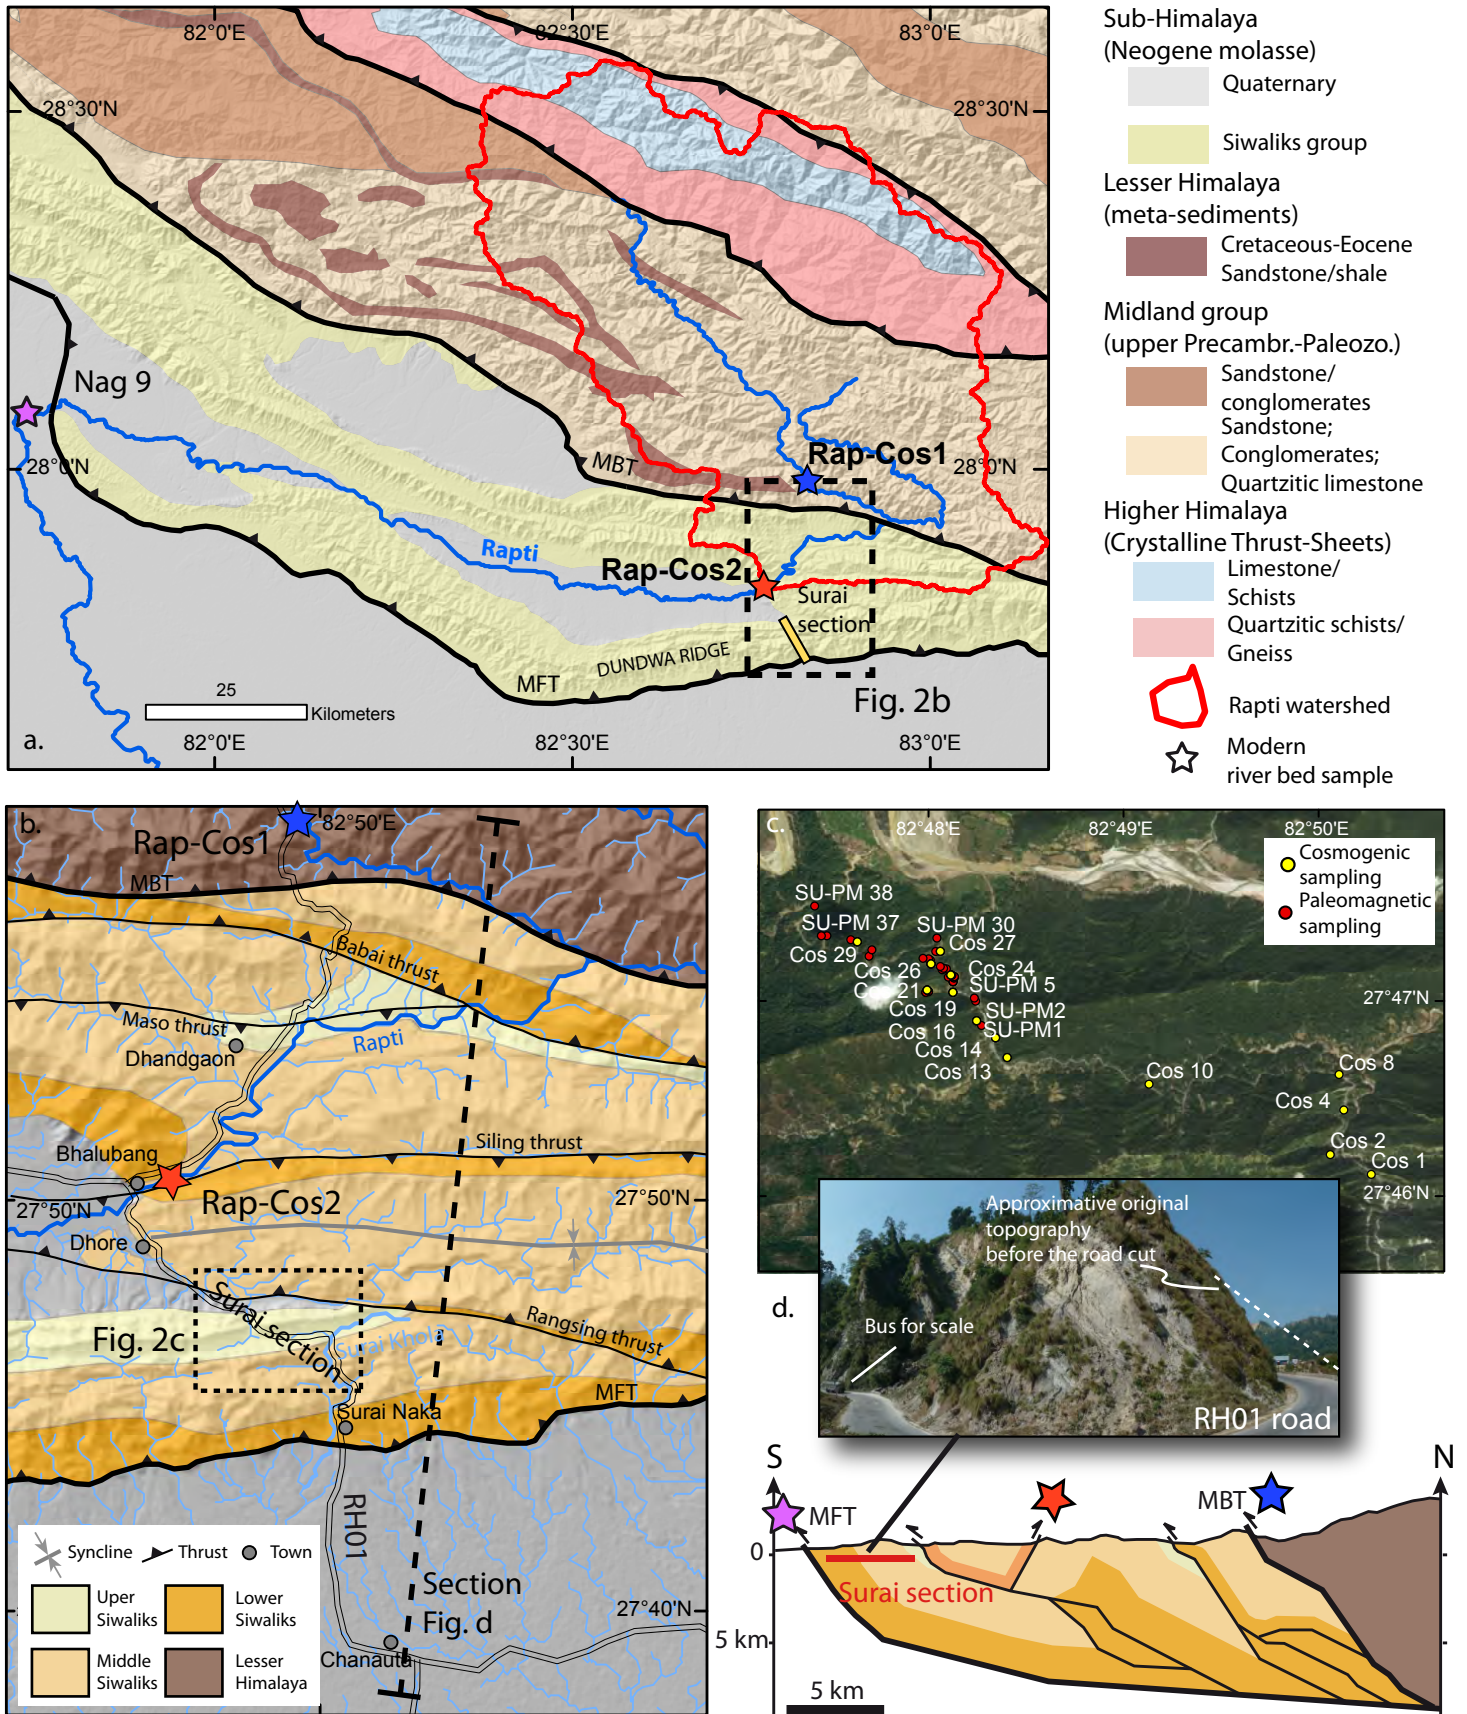 82°0'E
82°30'E
83°0'E
28°30'N
28°30'N
Nag 9
28°0'N
MBT
Rap-Cos1
28°0'N
Rapti
Rap-Cos2
Surai
section
DUNDWA RIDGE
MFT
Fig. 2b
25
Kilometers
a.
82°0'E
82°30'E
83°0'E
Sub-Himalaya
(Neogene molasse)
Quaternary
Siwaliks group
Lesser Himalaya
(meta-sediments)
Cretaceous-Eocene
Sandstone/shale
Midland group
(upper Precambr.-Paleozo.)
Sandstone/
conglomerates
Sandstone;
Conglomerates;
Quartzitic limestone
Higher Himalaya
(Crystalline Thrust-Sheets)
Limestone/
Schists
Quartzitic schists/
Gneiss
Rapti watershed
Modern
river bed sample
b.
82°50'E
Rap-Cos1
MBT
Babai thrust
Maso thrust
Rapti
Dhandgaon
Siling thrust
Bhalubang
27°50'N
Rap-Cos2
27°50'N
Dhore
Surai section
Rangsing thrust
Fig. 2c
Surai Khola
MFT
Surai Naka
RH01
Section
Fig. d
27°40'N
Chanauta
Syncline
Thrust
Town
Uper
Siwaliks
Lower
Siwaliks
Middle
Siwaliks
Lesser
Himalaya
c.
82°48'E
82°49'E
82°50'E
Cosmogenic
sampling
Paleomagnetic
sampling
SU-PM 38
SU-PM 37
SU-PM 30
Cos 29
Cos 27
Cos 26
Cos 24
Cos 21
SU-PM 5
Cos 19
SU-PM2
Cos 16
SU-PM1
Cos 14
Cos 13
27°47'N
Cos 10
Cos 8
Cos 4
Cos 2
Cos 1
27°46'N
d.
Approximative original
topography
before the road cut
Bus for scale
RH01 road
S
N
MFT
MBT
0
Surai section
5 km
5 km